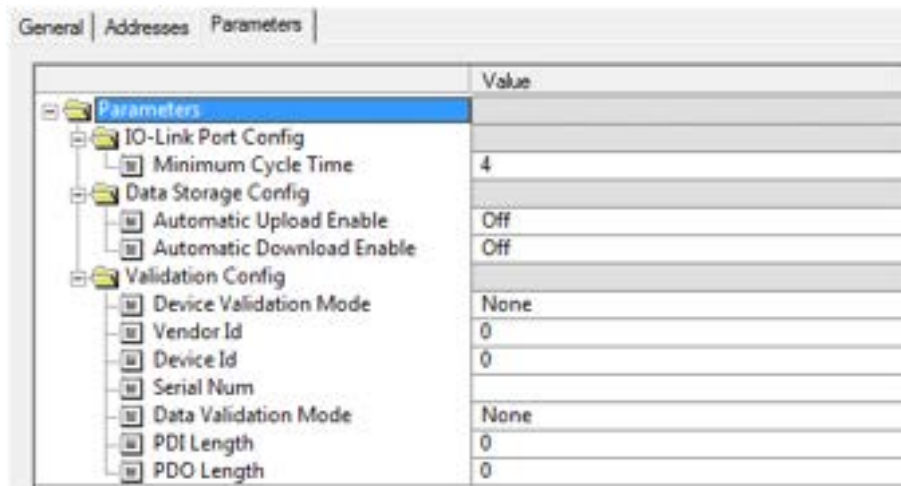 General Addresses Parameters
Value
Parameters
IO-Link Port Config
Minimum Cycle Time 4
Data Storage Config
Automatic Upload Enable Off
Automatic Download Enable Off
Validation Config
Device Validation Mode None
Vendor Id 0
Device Id 0
Serial Num
Data Validation Mode None
PDI Length 0
PDO Length 0